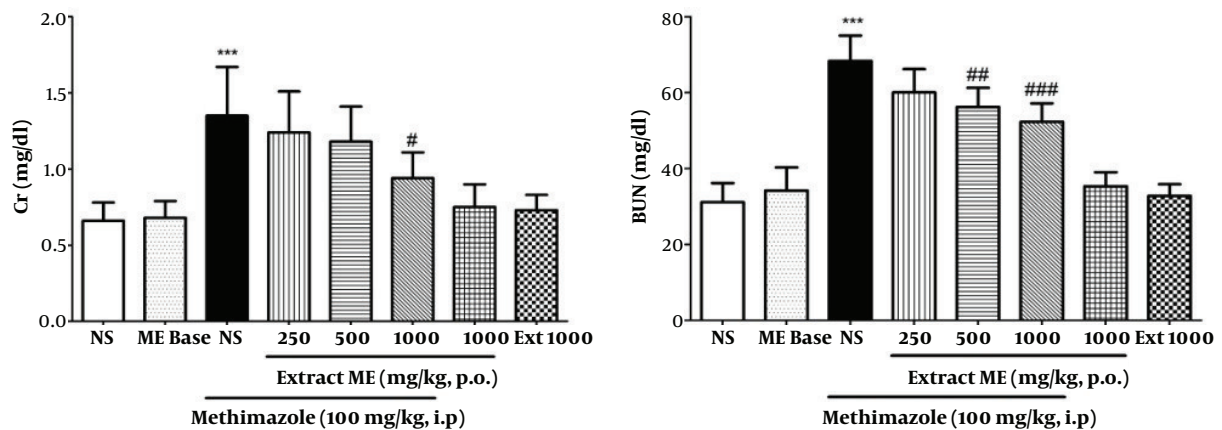 Cr (mg/dl)
2.0
1.5
1.0
0.5
0.0
***
#
NS ME Base NS 250 500 1000 1000 Ext 1000
Extract ME (mg/kg, p.o.)
Methimazole (100 mg/kg, i.p)
BUN (mg/dl)
80
60
40
20
0
***
##
###
NS ME Base NS 250 500 1000 1000 Ext 1000
Extract ME (mg/kg, p.o.)
Methimazole (100 mg/kg, i.p)